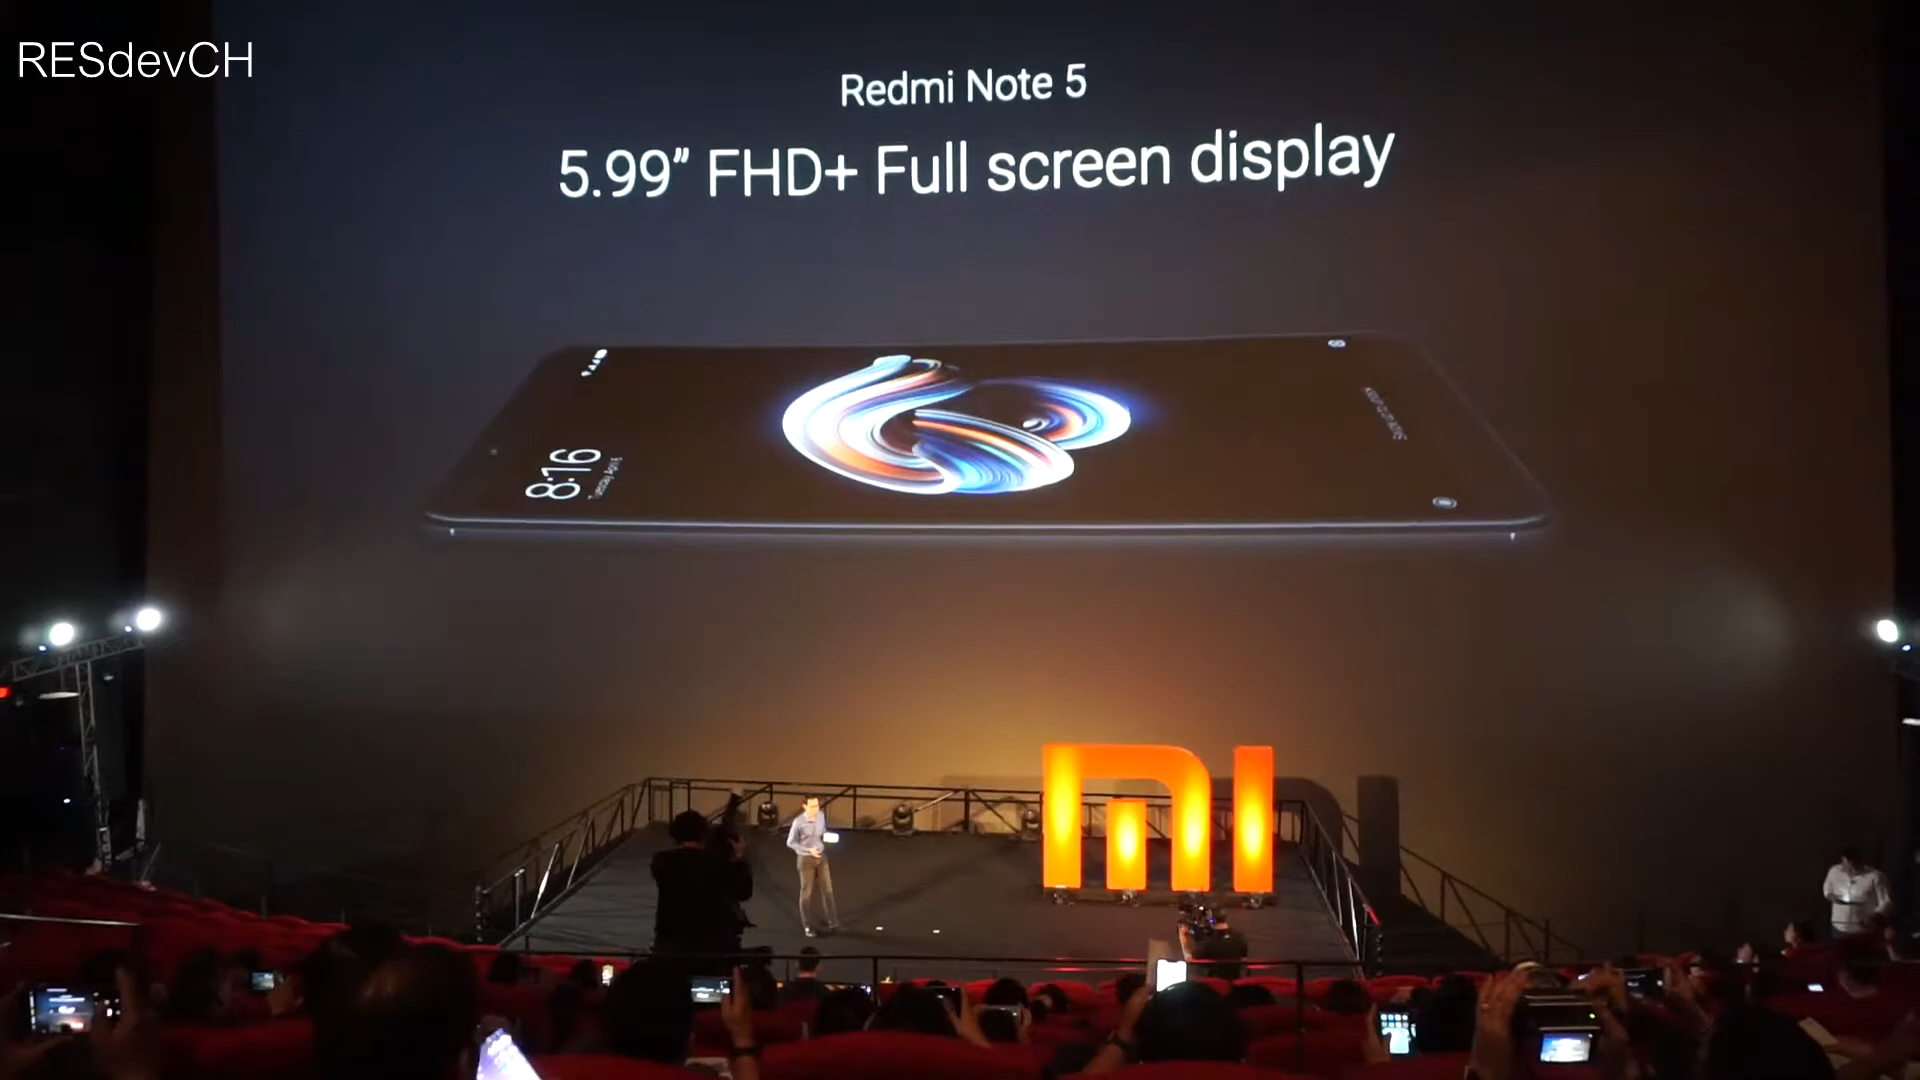 RESdevCH
Redmi Note 5
5.99” FHD+ Full screen display
8:16
MI